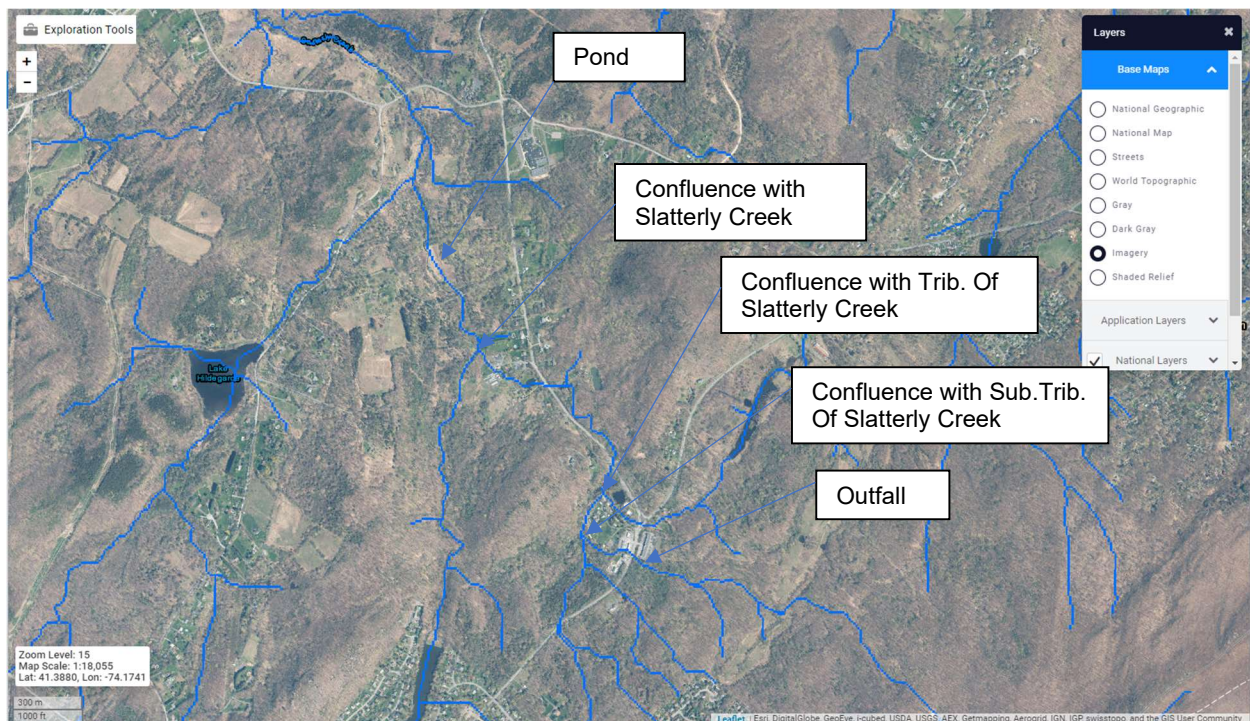 Exploration Tools
+
−
Pond
Confluence with
Slatterly Creek
Confluence with Trib. Of
Slatterly Creek
Confluence with Sub.Trib.
Of Slatterly Creek
Outfall
Lake
Layers
Base Maps
National Geographic
National Map
Streets
World Topographic
Gray
Dark Gray
Imagery
Shaded Relief
Application Layers
National Layers
Zoom Level: 15
Map Scale: 1:18,055
Lat: 41.3880, Lon: -74.1741
300 m
1000 ft
Leaflet | Esri, DigitalGlobe, GeoEye, i-cubed, USDA, USGS, AEX, Getmapping, Aerogrid, IGN, IGP, swisstopo, and the GIS User Community